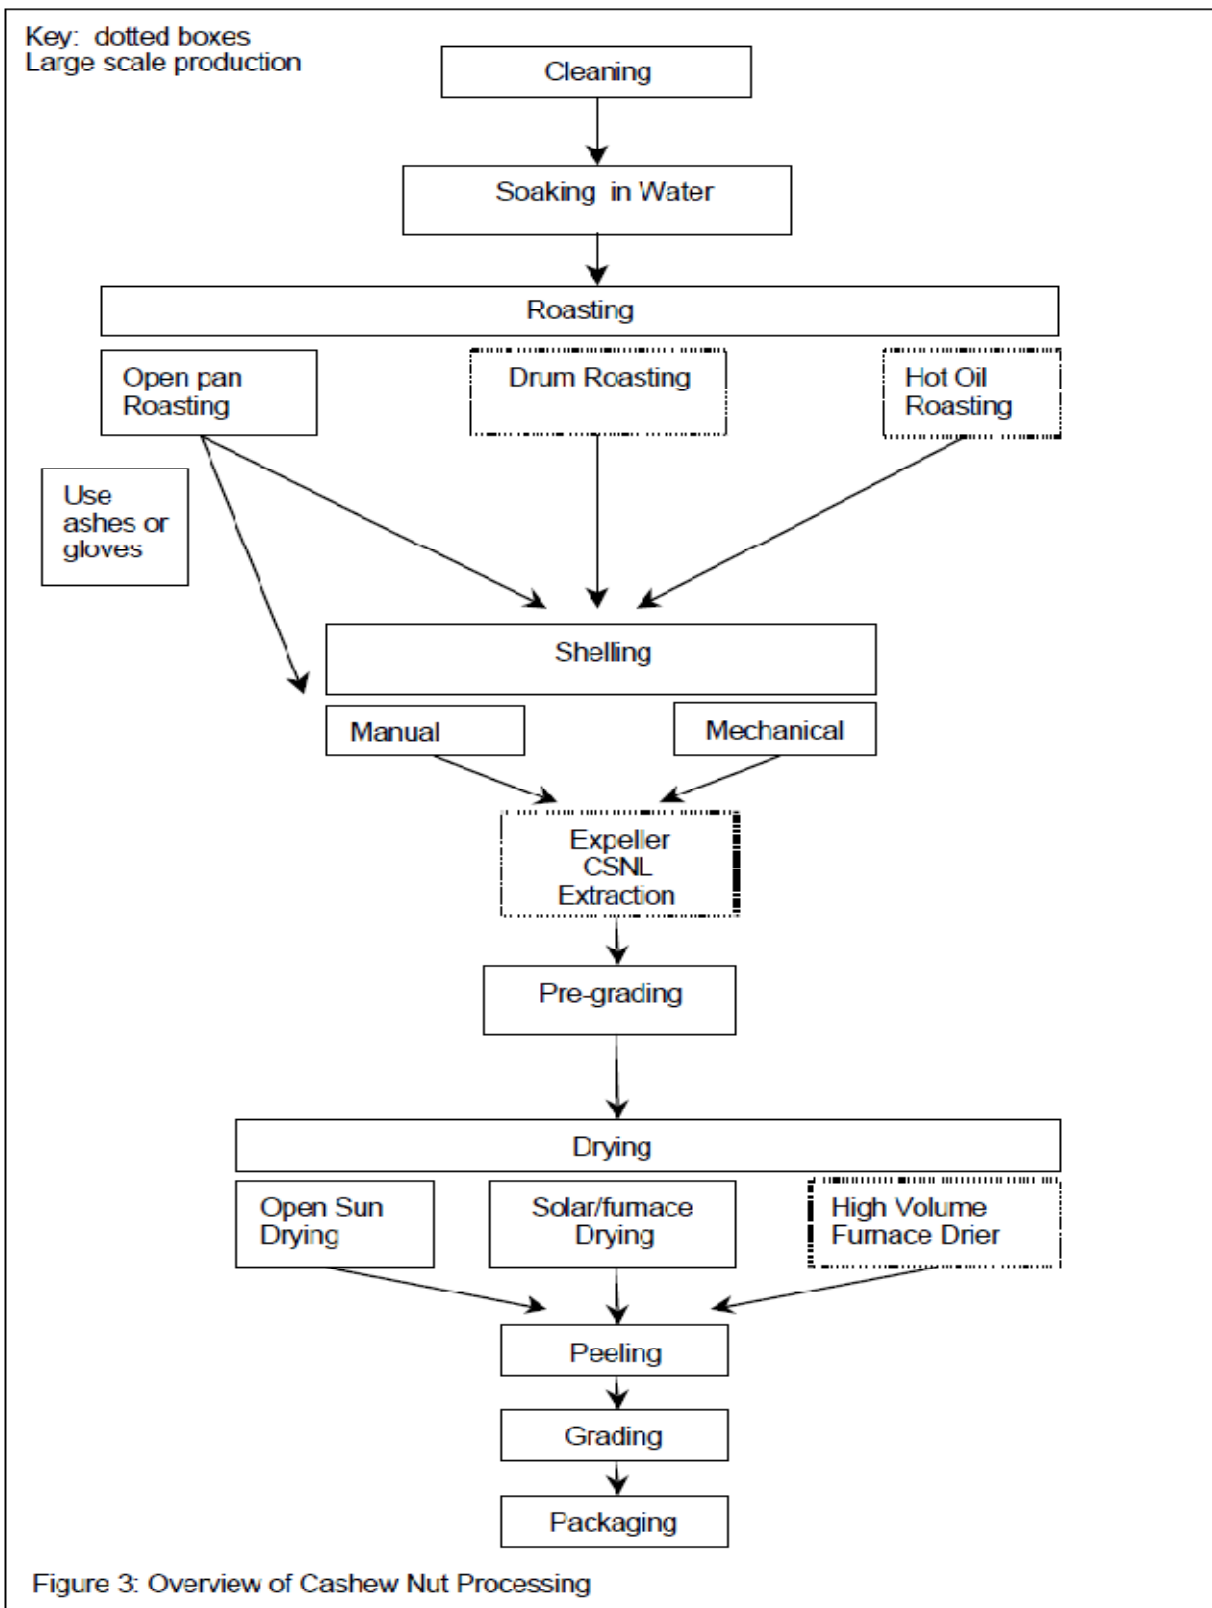 Key: dotted boxes
Large scale production
Cleaning
Soaking in Water
Roasting
Open pan
Roasting
Drum Roasting
Hot Oil
Roasting
Use
ashes or
gloves
Shelling
Manual
Mechanical
Expeller
CSNL
Extraction
Pre-grading
Drying
Open Sun
Drying
Solar/furnace
Drying
High Volume
Furnace Drier
Peeling
Grading
Packaging
Figure 3: Overview of Cashew Nut Processing